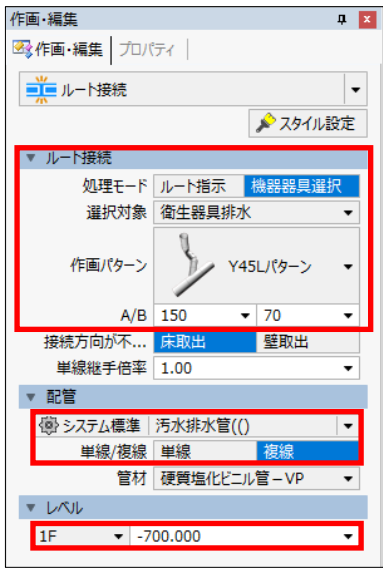 作画・編集
作画・編集 プロパティ
ルート接続
スタイル設定
ルート接続
処理モード ルート指示 機器器具選択
選択対象 衛生器具排水
作画パターン Y45Lパターン
A/B 150 70
接続方向が不... 床取出 壁取出
単線継手倍率 1.00
配管
システム標準 汚水排水管(()
単線/複線 単線 複線
管材 硬質塩化ビニル管－VP
レベル
1F -700.000